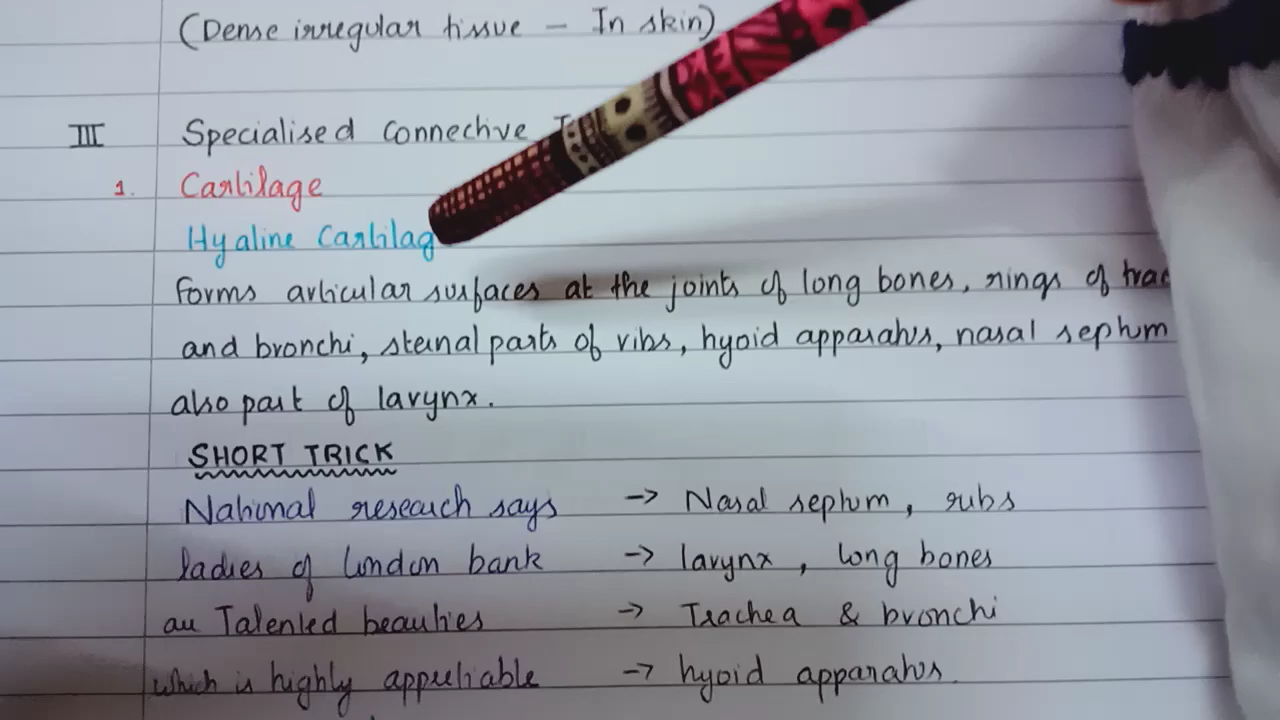 (Dense irregular tissue – In skin)
III Specialised Connective T
1. Cartilage
Hyaline Cartilag
forms articular surfaces at the joints of long bones, rings of trac
and bronchi, sternal parts of ribs, hyoid apparatus, nasal septum
also part of larynx.
SHORT TRICK
National research says → Nasal septum, ribs
ladies of london bank → larynx, long bones
are Talented beauties → Trachea & bronchi
which is highly appreliable → hyoid apparatus.